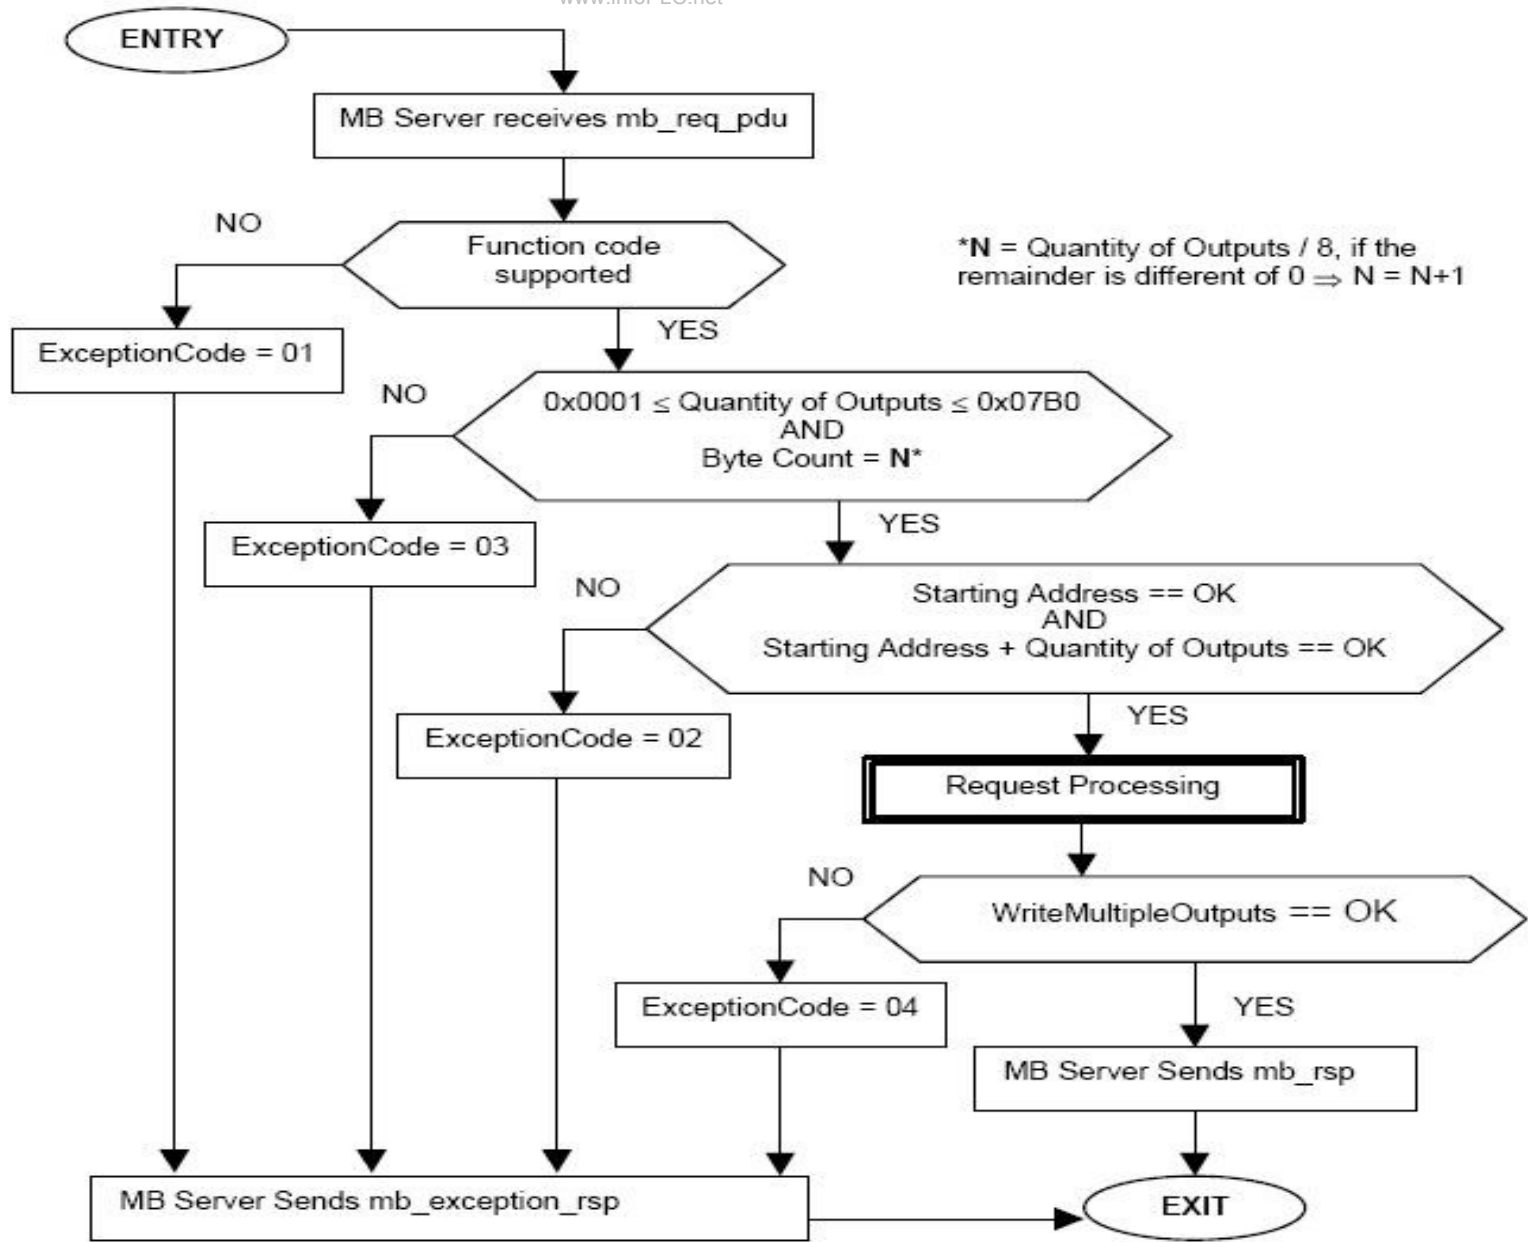 www.infoPLC.net
ENTRY
MB Server receives mb_req_pdu
NO
Function code
supported
*N = Quantity of Outputs / 8, if the
remainder is different of 0 ⇒ N = N+1
YES
ExceptionCode = 01
NO
0x0001 ≤ Quantity of Outputs ≤ 0x07B0
AND
Byte Count = N*
YES
ExceptionCode = 03
NO
Starting Address == OK
AND
Starting Address + Quantity of Outputs == OK
YES
ExceptionCode = 02
Request Processing
NO
WriteMultipleOutputs == OK
ExceptionCode = 04
YES
MB Server Sends mb_rsp
MB Server Sends mb_exception_rsp
EXIT